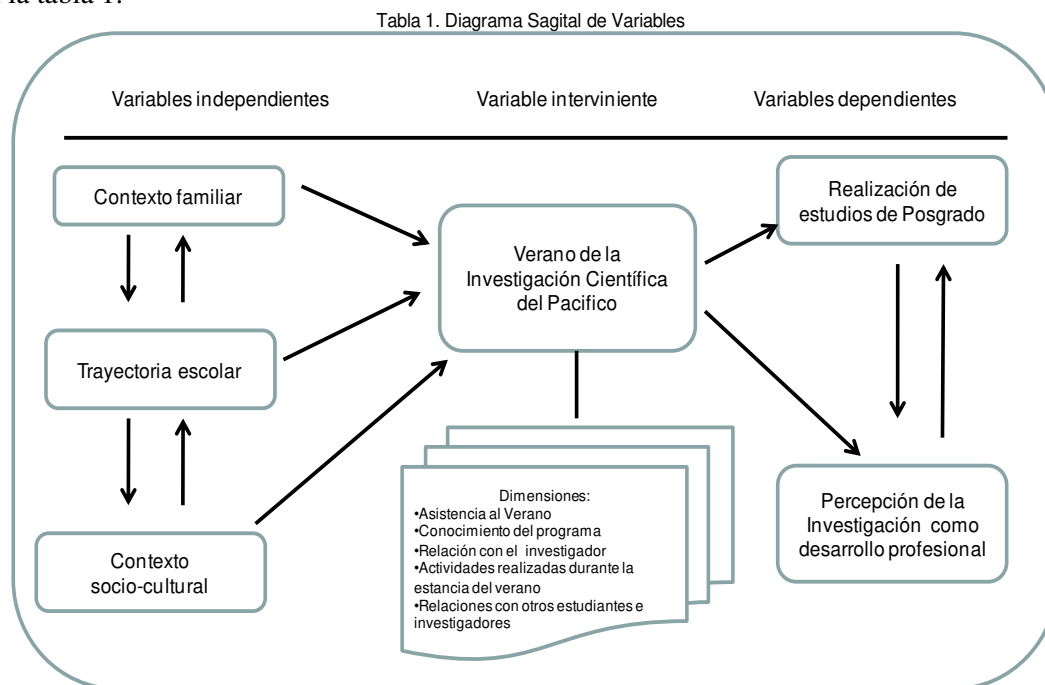 la tabla 1.
Tabla 1. Diagrama Sagital de Variables
Variables independientes
Variable interviniente
Variables dependientes
Contexto familiar
Trayectoria escolar
Contexto
socio-cultural
Verano de la
Investigación Científica
del Pacifico
Dimensiones:
•Asistencia al Verano
•Conocimiento del programa
•Relación con el investigador
•Actividades realizadas durante la
estancia del verano
•Relaciones con otros estudiantes e
investigadores
Realización de
estudios de Posgrado
Percepción de la
Investigación como
desarrollo profesional